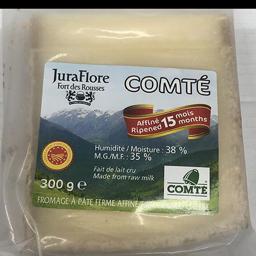 JuraFlore
Fort des Rousses
COMTÉ
Affiné 15 mois
Ripened 15 months
Humidité / Moisture : 38 %
M.G./M.F. : 35 %
Fait de lait cru
Made from raw milk
300 g e
COMTÉ
FROMAGE À PÂTE FERME AFFINÉ